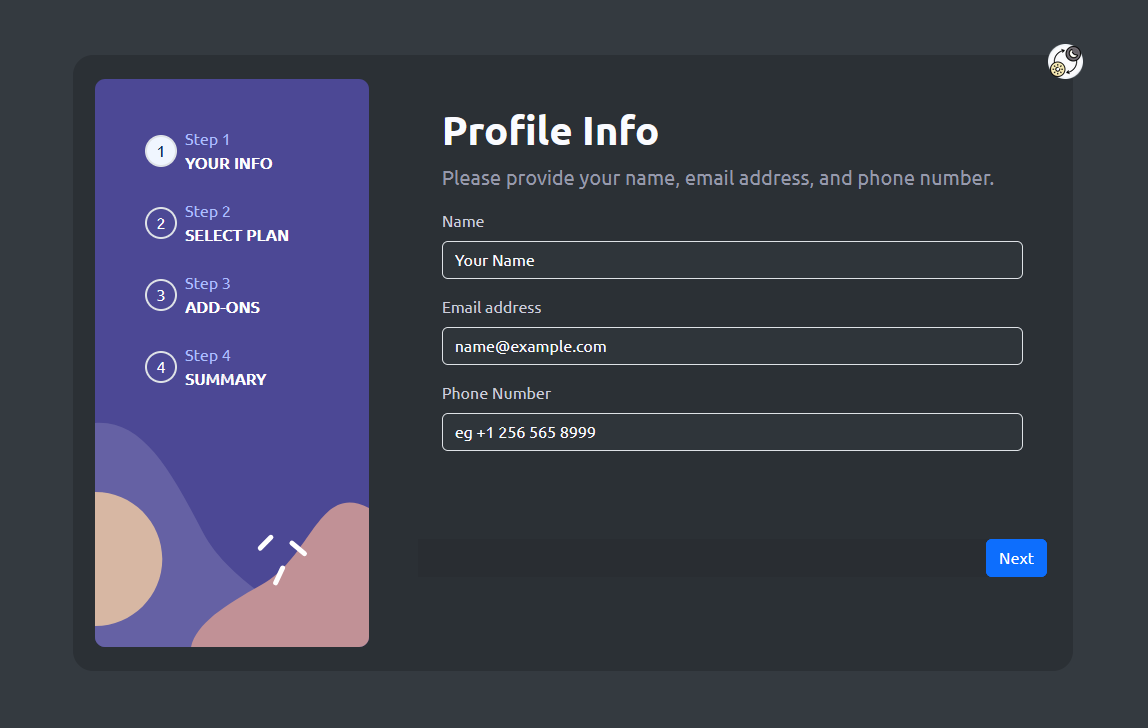 1
Step 1
YOUR INFO
2
Step 2
SELECT PLAN
3
Step 3
ADD-ONS
4
Step 4
SUMMARY
Profile Info
Please provide your name, email address, and phone number.
Name
Your Name
Email address
name@example.com
Phone Number
eg +1 256 565 8999
Next